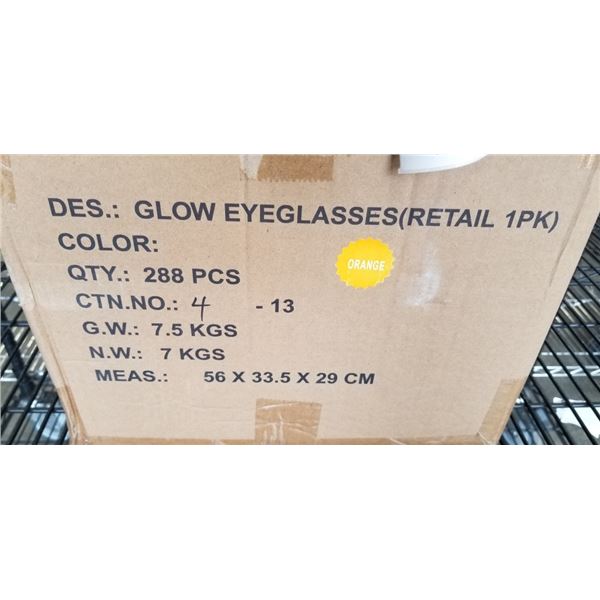 DES.: GLOW EYEGLASSES(RETAIL 1PK)
COLOR:
ORANGE
QTY.: 288 PCS
CTN.NO.: 4 - 13
G.W.: 7.5 KGS
N.W.: 7 KGS
MEAS.: 56 X 33.5 X 29 CM